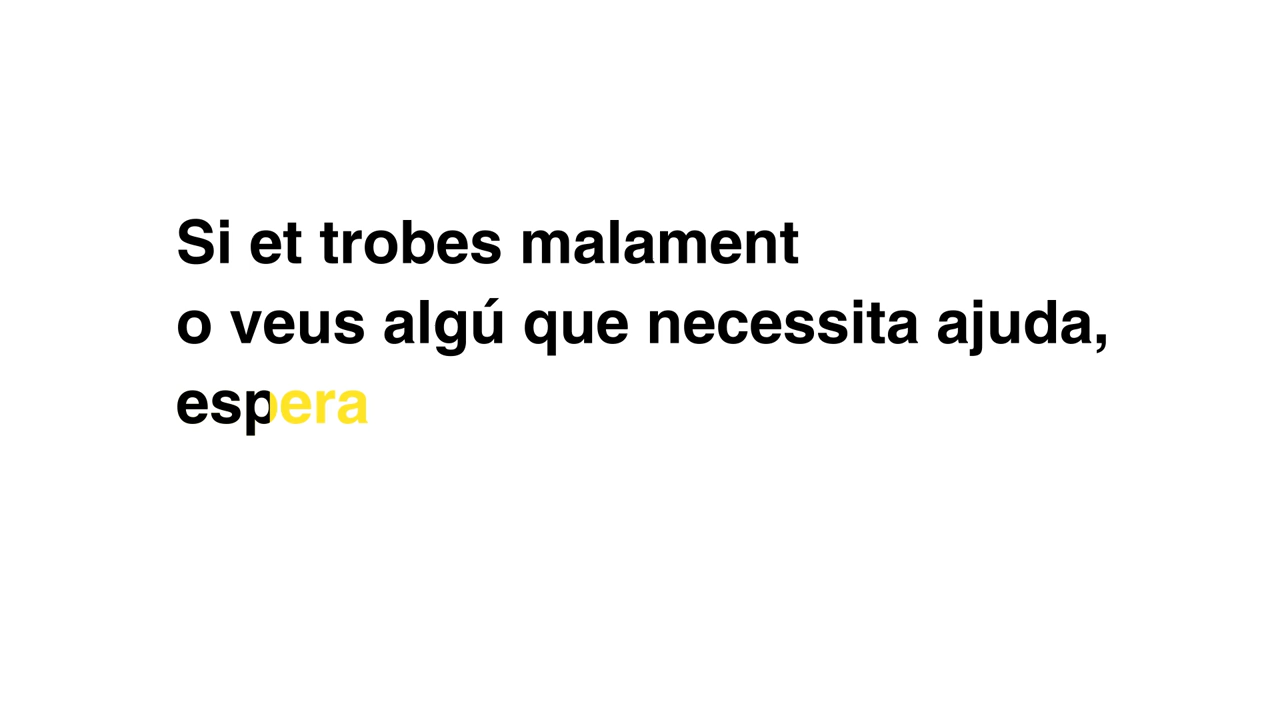 Si et trobes malament
o veus algú que necessita ajuda,
espera